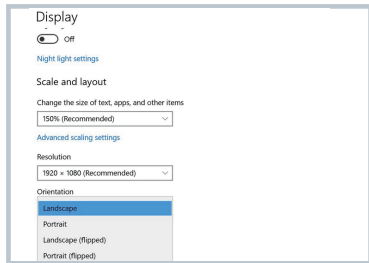 Display
Off
Night light settings
Scale and layout
Change the size of text, apps, and other items
150% (Recommended)
Advanced scaling settings
Resolution
1920 × 1080 (Recommended)
Orientation
Landscape
Portrait
Landscape (flipped)
Portrait (flipped)